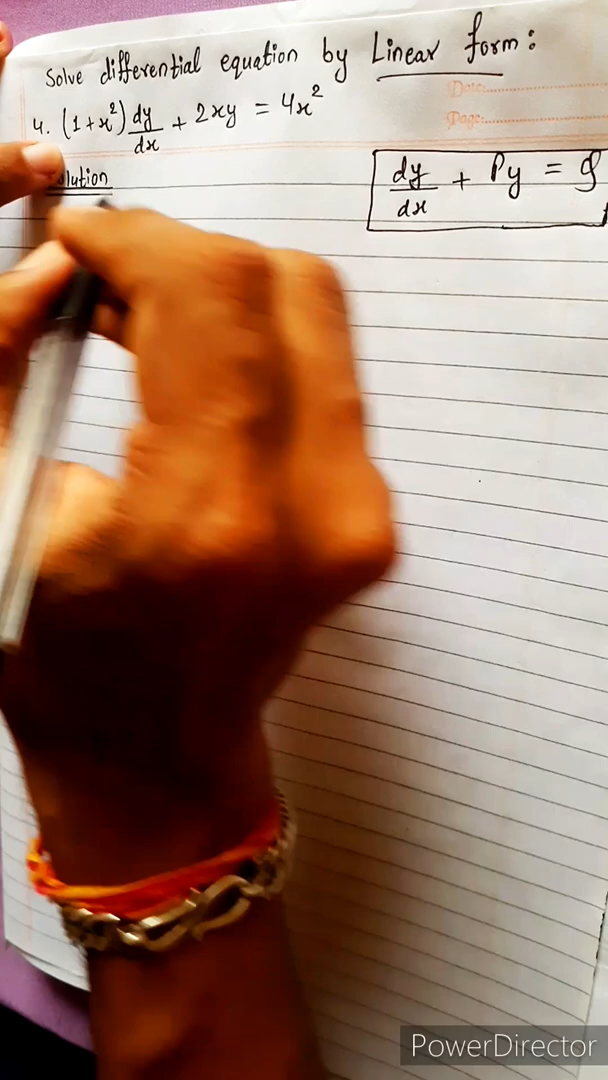 Solve differential equation by Linear form:
Date:
4. (1+x²) dy/dx + 2xy = 4x²
Page:
dy/dx + Py = Q
PowerDirector